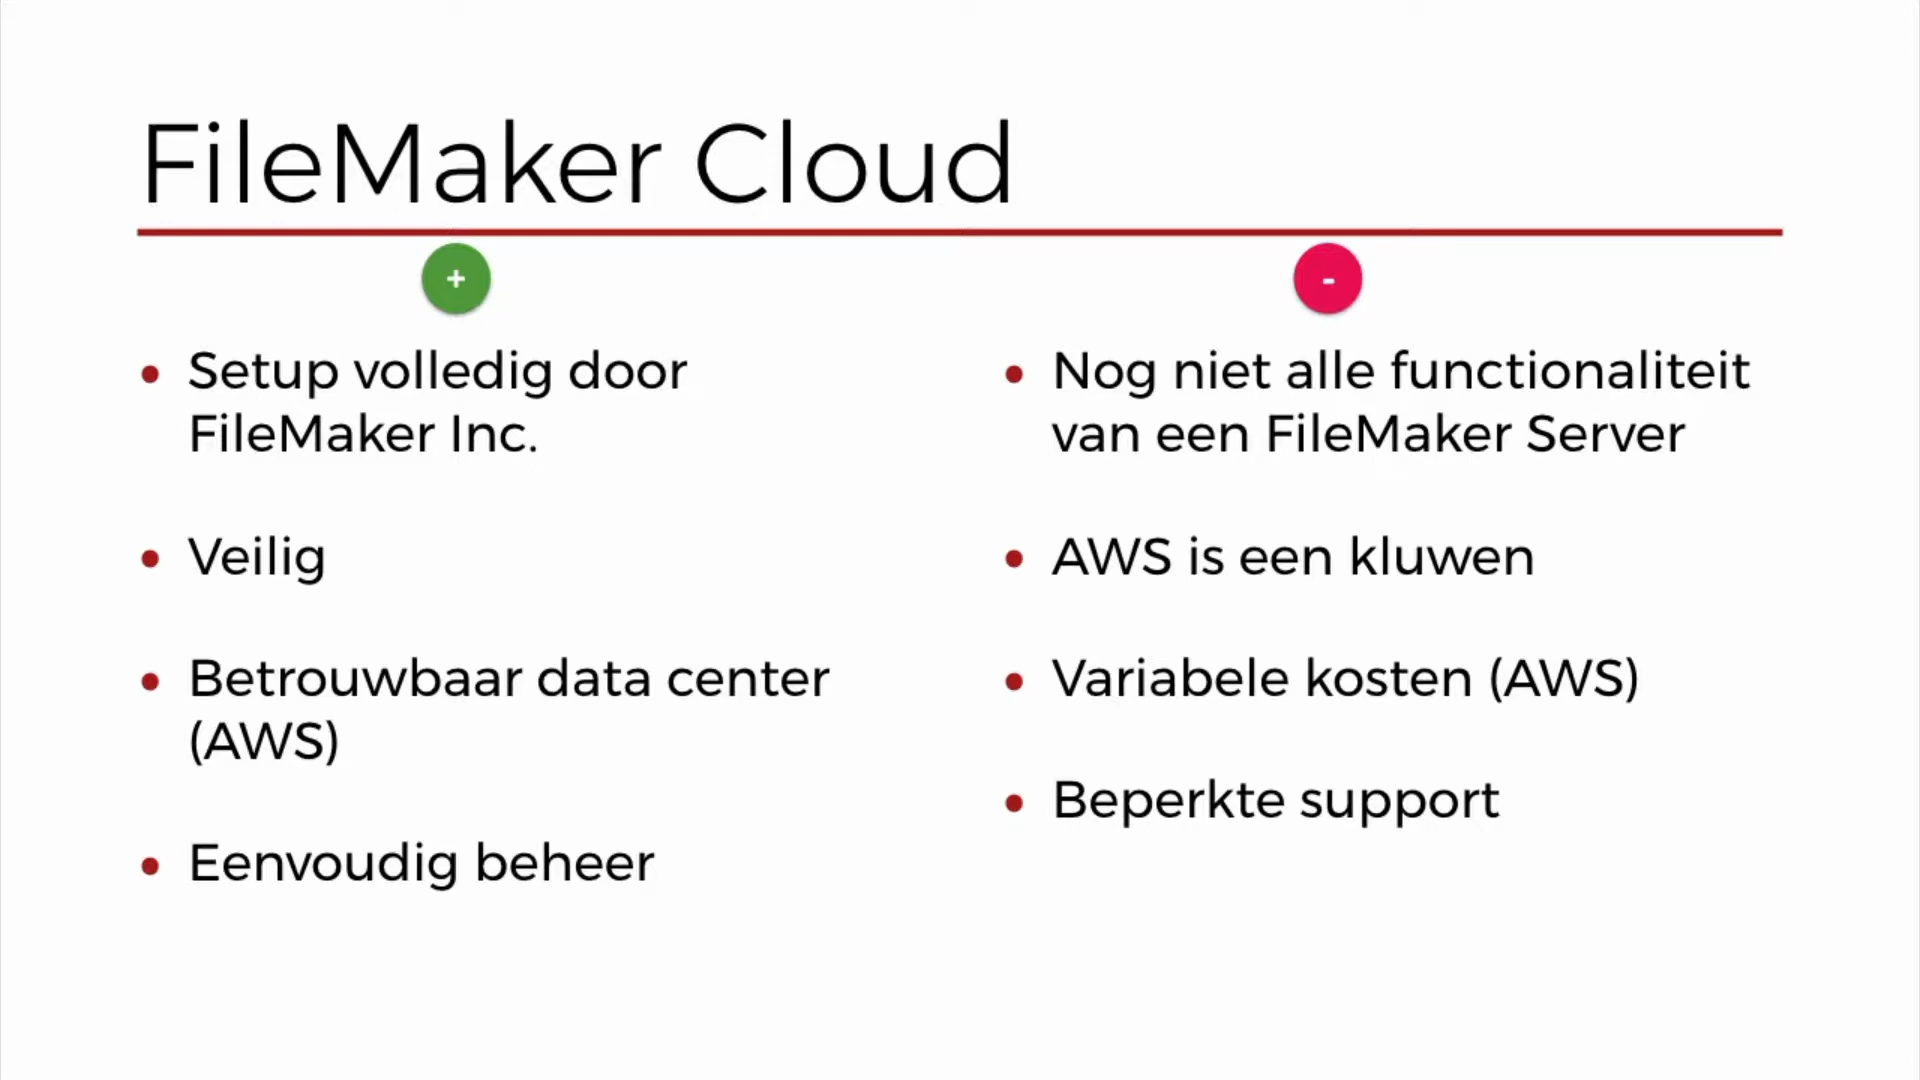 FileMaker Cloud
+
• Setup volledig door
FileMaker Inc.
• Veilig
• Betrouwbaar data center
(AWS)
• Eenvoudig beheer
-
• Nog niet alle functionaliteit
van een FileMaker Server
• AWS is een kluwen
• Variabele kosten (AWS)
• Beperkte support